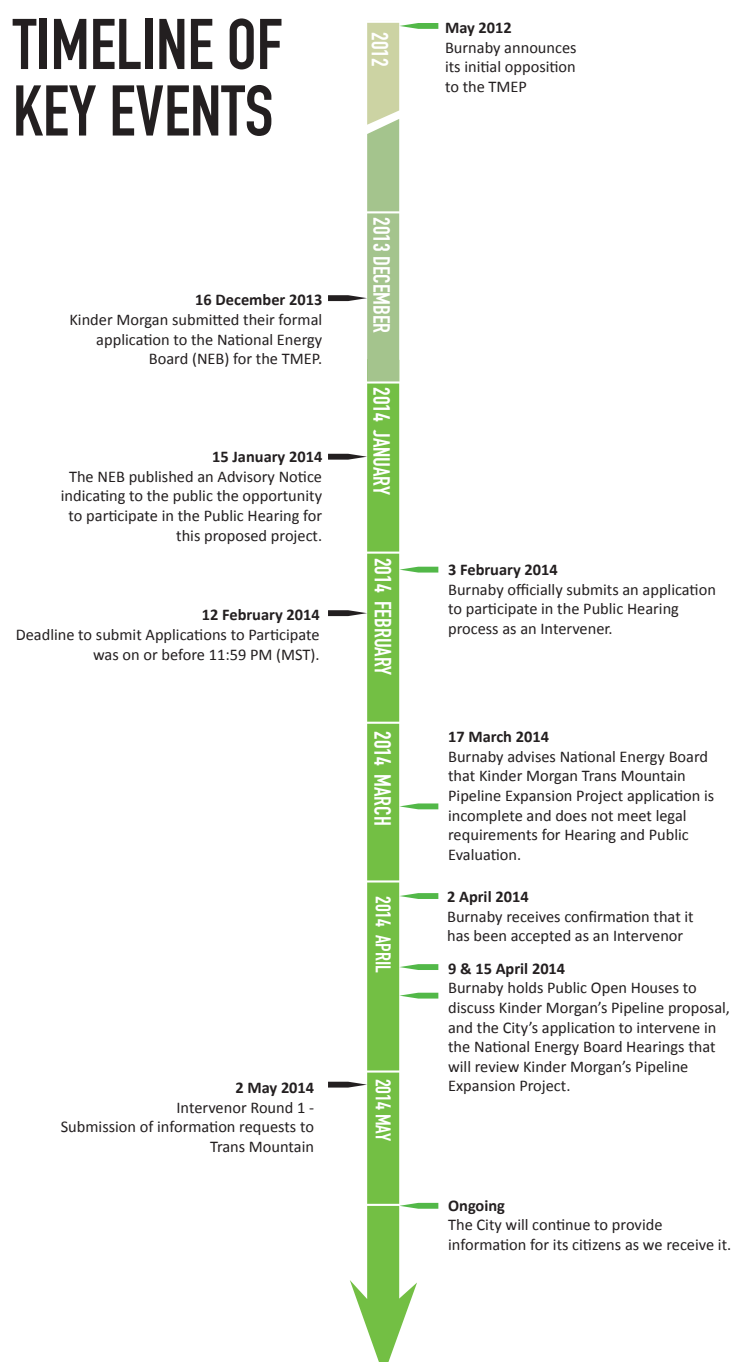 TIMELINE OF
KEY EVENTS
2012
May 2012
Burnaby announces
its initial opposition
to the TMEP
2013 DECEMBER
16 December 2013
Kinder Morgan submitted their formal
application to the National Energy
Board (NEB) for the TMEP.
2014 JANUARY
15 January 2014
The NEB published an Advisory Notice
indicating to the public the opportunity
to participate in the Public Hearing for
this proposed project.
2014 FEBRUARY
3 February 2014
Burnaby officially submits an application
to participate in the Public Hearing
process as an Intervener.
12 February 2014
Deadline to submit Applications to Participate
was on or before 11:59 PM (MST).
2014 MARCH
17 March 2014
Burnaby advises National Energy Board
that Kinder Morgan Trans Mountain
Pipeline Expansion Project application is
incomplete and does not meet legal
requirements for Hearing and Public
Evaluation.
2014 APRIL
2 April 2014
Burnaby receives confirmation that it
has been accepted as an Intervenor
9 & 15 April 2014
Burnaby holds Public Open Houses to
discuss Kinder Morgan's Pipeline proposal,
and the City's application to intervene in
the National Energy Board Hearings that
will review Kinder Morgan's Pipeline
Expansion Project.
2014 MAY
2 May 2014
Intervenor Round 1 -
Submission of information requests to
Trans Mountain
Ongoing
The City will continue to provide
information for its citizens as we receive it.